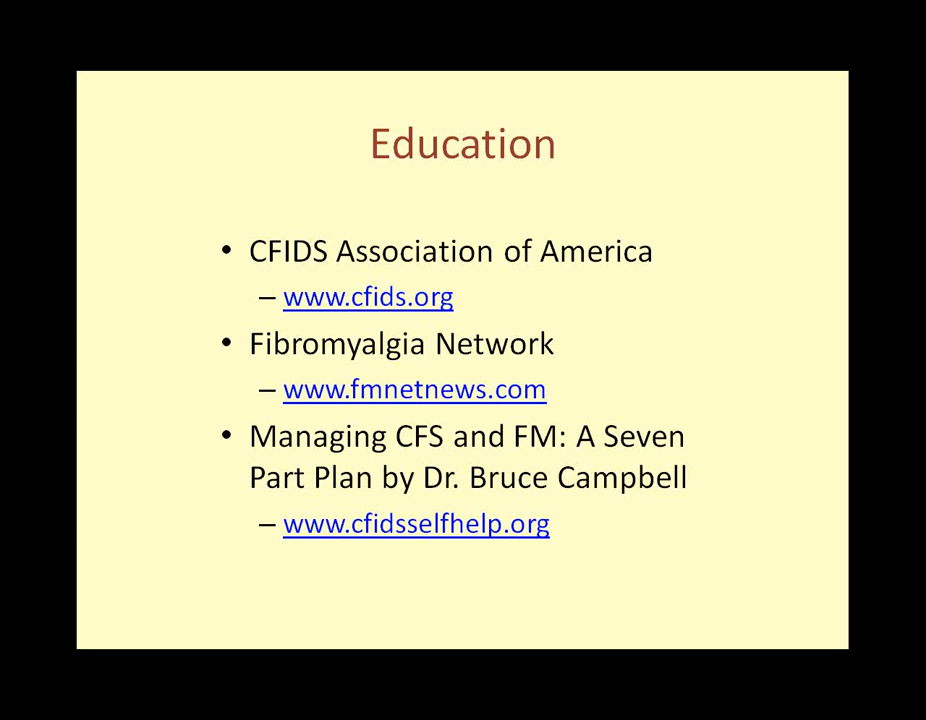 Education
• CFIDS Association of America
– www.cfids.org
• Fibromyalgia Network
– www.fmnetnews.com
• Managing CFS and FM: A Seven
Part Plan by Dr. Bruce Campbell
– www.cfidsselfhelp.org